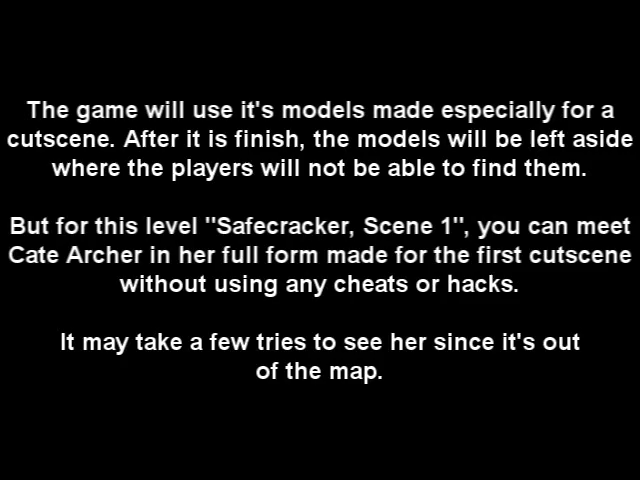 The game will use it's models made especially for a
cutscene. After it is finish, the models will be left aside
where the players will not be able to find them.
But for this level "Safecracker, Scene 1", you can meet
Cate Archer in her full form made for the first cutscene
without using any cheats or hacks.
It may take a few tries to see her since it's out
of the map.